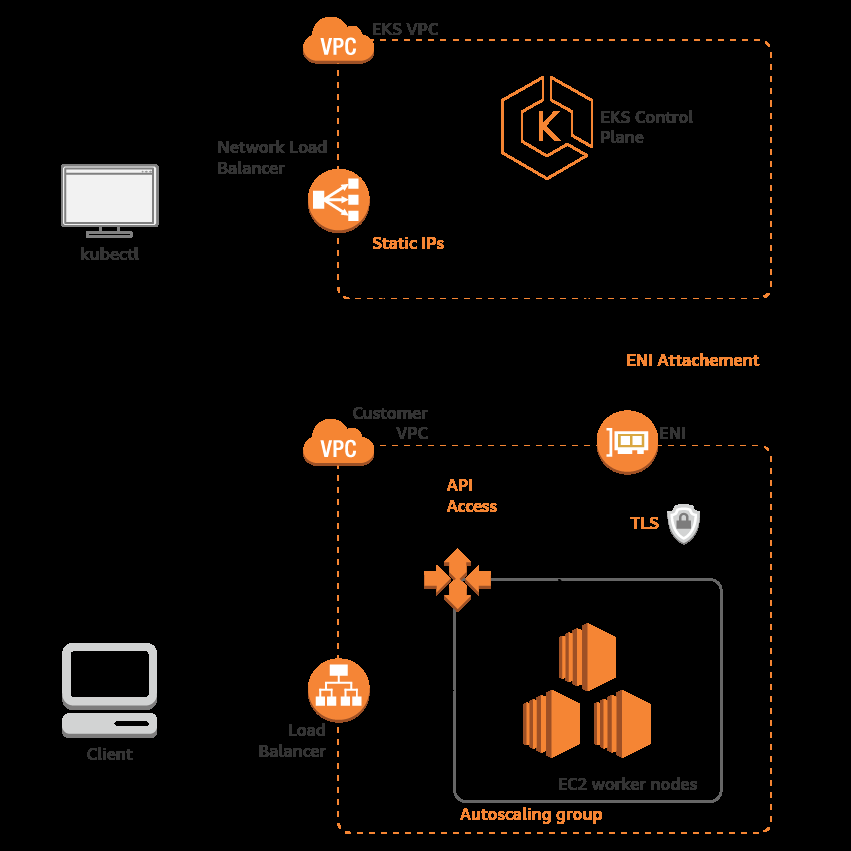 VPC
EKS VPC
EKS Control
Plane
K
Network Load
Balancer
kubectl
Static IPs
ENI Attachement
Customer
VPC
VPC
ENI
API
Access
TLS
Client
Load
Balancer
EC2 worker nodes
Autoscaling group